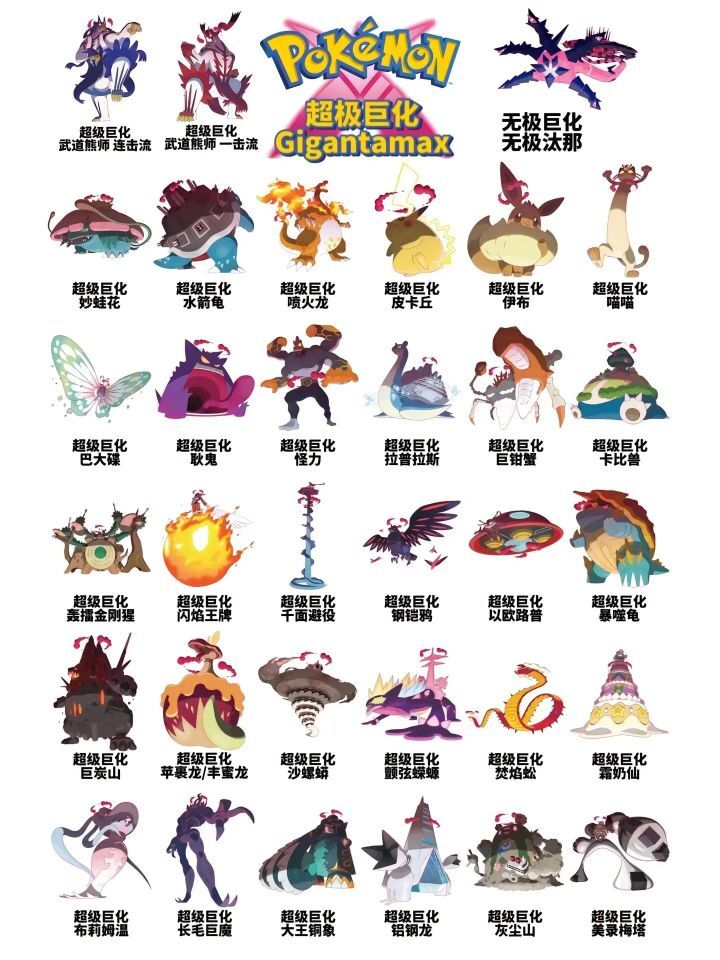 超级巨化
武道熊师 连击流
超级巨化
武道熊师 一击流
POKéMON
超极巨化
Gigantamax
无极巨化
无极汰那
超级巨化
妙蛙花
超级巨化
水箭龟
超级巨化
喷火龙
超级巨化
皮卡丘
超级巨化
伊布
超级巨化
喵喵
超级巨化
巴大碟
超级巨化
耿鬼
超级巨化
怪力
超级巨化
拉普拉斯
超级巨化
巨钳蟹
超级巨化
卡比兽
超级巨化
轰擂金刚猩
超级巨化
闪焰王牌
超级巨化
千面避役
超级巨化
钢铠鸦
超级巨化
以欧路普
超级巨化
暴噬龟
超级巨化
巨炭山
超级巨化
苹裹龙/丰蜜龙
超级巨化
沙螺蟒
超级巨化
颤弦蝾螈
超级巨化
焚焰蚣
超级巨化
霜奶仙
超级巨化
布莉姆温
超级巨化
长毛巨魔
超级巨化
大王铜象
超级巨化
铝钢龙
超级巨化
灰尘山
超级巨化
美录梅塔